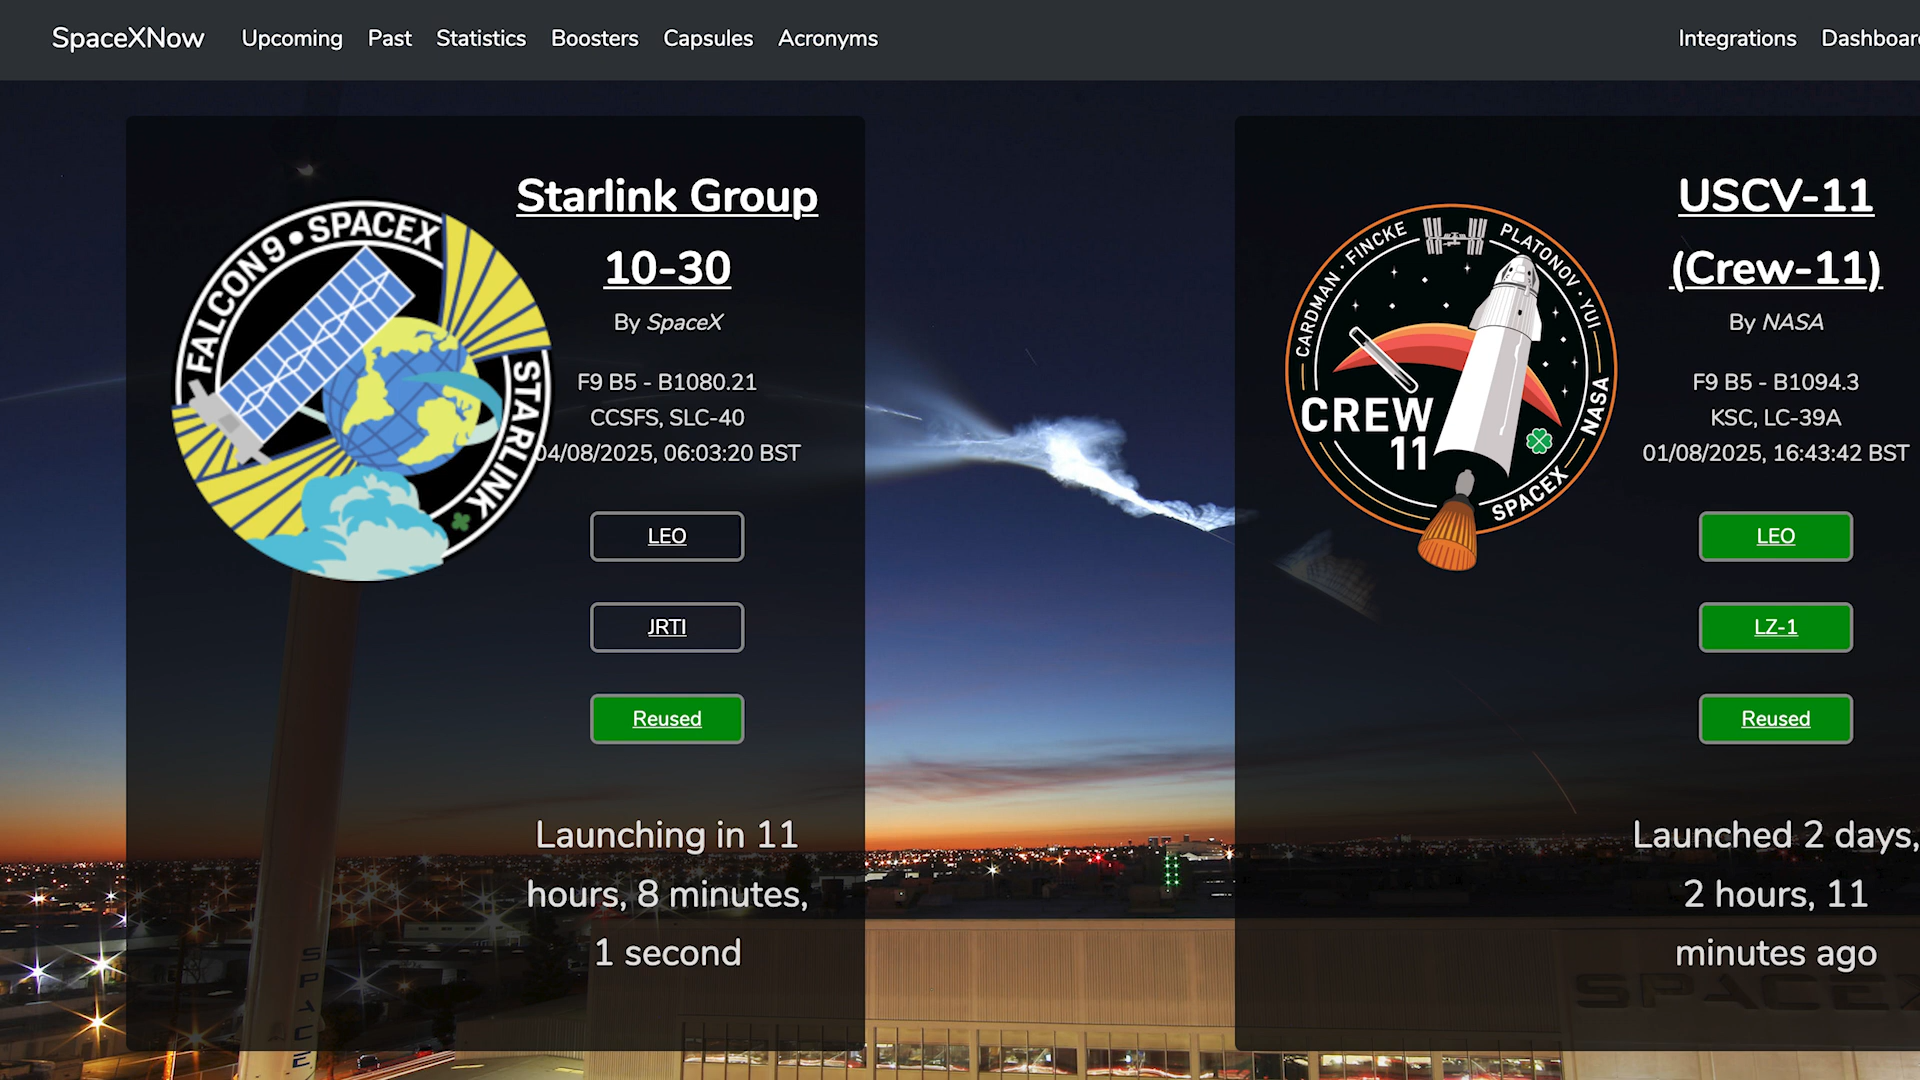 SpaceXNow Upcoming Past Statistics Boosters Capsules Acronyms Integrations Dashboar
FALCON 9 • SPACEX
STARLINK
Starlink Group
10-30
By SpaceX
F9 B5 - B1080.21
CCSFS, SLC-40
04/08/2025, 06:03:20 BST
LEO
JRTI
Reused
Launching in 11
hours, 8 minutes,
1 second
CARDMAN · FINCKE
PLATONOV · YUI
CREW
11
NASA
SPACEX
USCV-11
(Crew-11)
By NASA
F9 B5 - B1094.3
KSC, LC-39A
01/08/2025, 16:43:42 BST
LEO
LZ-1
Reused
Launched 2 days,
2 hours, 11
minutes ago
SPACEX
SPACE